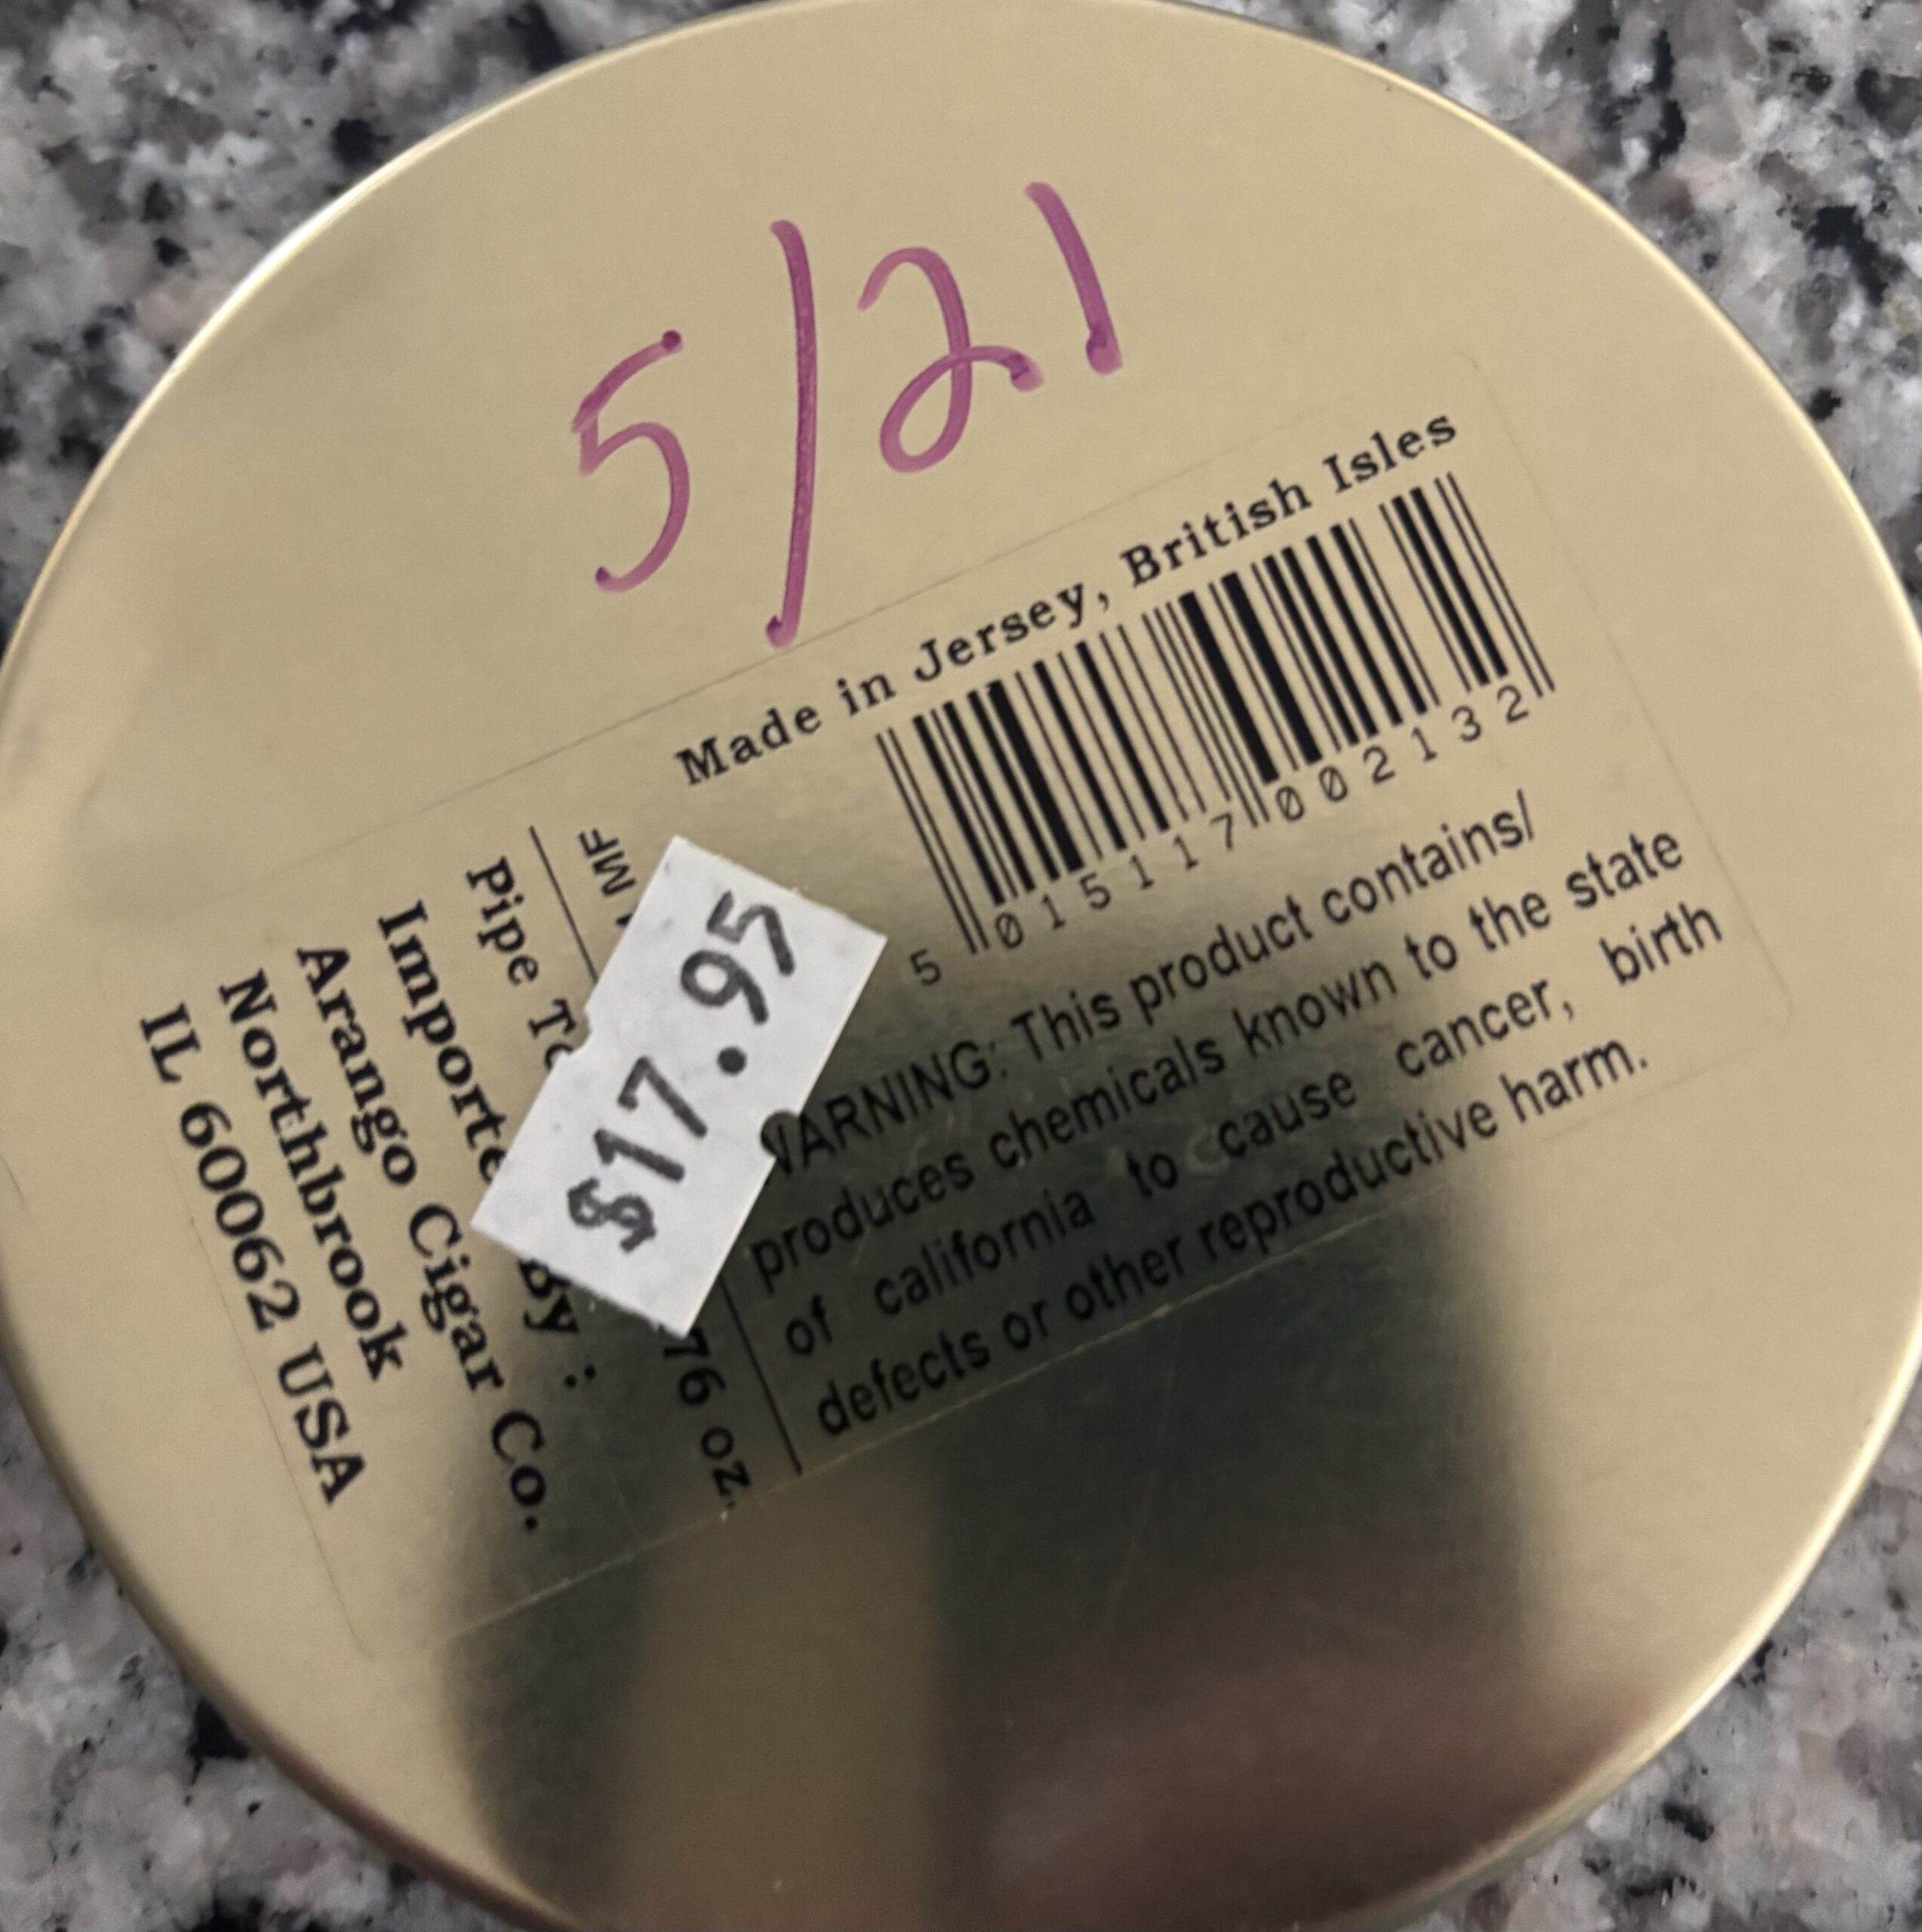 5/21
Made in Jersey, British Isles
5 015117 002132
WARNING: This product contains/
produces chemicals known to the state
of california to cause cancer, birth
defects or other reproductive harm.
$17.95
MF
76 oz.
Pipe
Imported By :
Arango Cigar Co.
Northbrook
IL 60062 USA